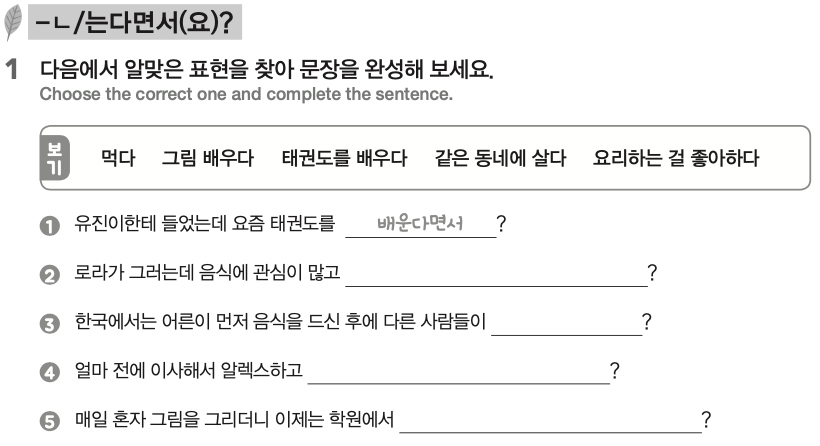 -ㄴ/는다면서(요)?
1 다음에서 알맞은 표현을 찾아 문장을 완성해 보세요.
Choose the correct one and complete the sentence.
보기 먹다 그림 배우다 태권도를 배우다 같은 동네에 살다 요리하는 걸 좋아하다
1 유진이한테 들었는데 요즘 태권도를 배운다면서?
2 로라가 그러는데 음식에 관심이 많고 ?
3 한국에서는 어른이 먼저 음식을 드신 후에 다른 사람들이 ?
4 얼마 전에 이사해서 알렉스하고 ?
5 매일 혼자 그림을 그리더니 이제는 학원에서 ?